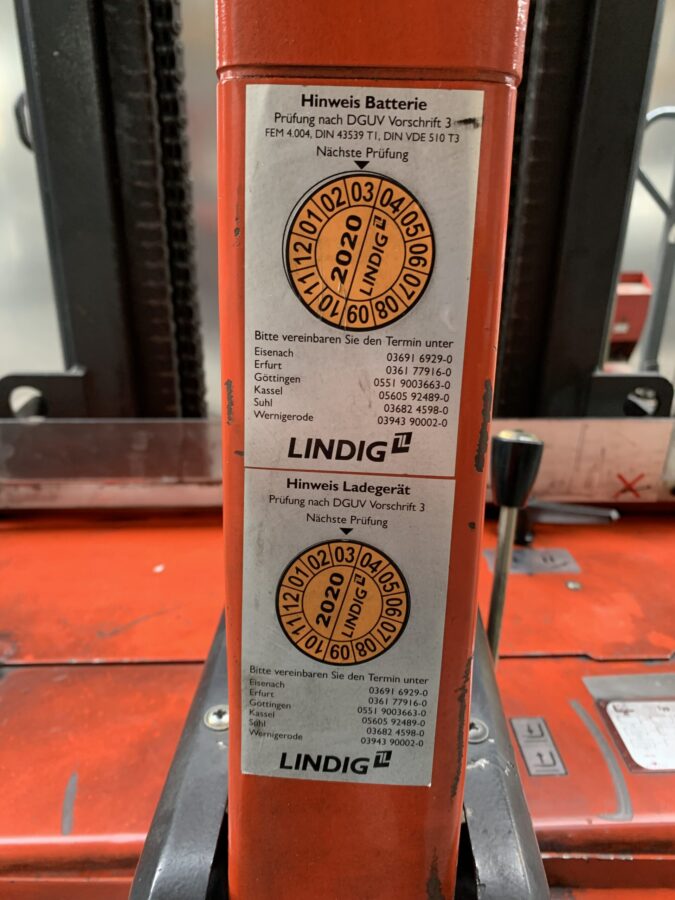 Hinweis Batterie
Prüfung nach DGUV Vorschrift 3
FEM 4.004, DIN 43539 T1, DIN VDE 510 T3
Nächste Prüfung
01 02 03 04 05 06 07 08 09 10 11 12
2020
LINDIG
Bitte vereinbaren Sie den Termin unter
Eisenach 03691 6929-0
Erfurt 0361 77916-0
Göttingen 0551 9003663-0
Kassel 05605 92489-0
Suhl 03682 4598-0
Wernigerode 03943 90002-0
LINDIG
Hinweis Ladegerät
Prüfung nach DGUV Vorschrift 3
Nächste Prüfung
01 02 03 04 05 06 07 08 09 10 11 12
2020
LINDIG
Bitte vereinbaren Sie den Termin unter
Eisenach 03691 6929-0
Erfurt 0361 77916-0
Göttingen 0551 9003663-0
Kassel 05605 92489-0
Suhl 03682 4598-0
Wernigerode 03943 90002-0
LINDIG